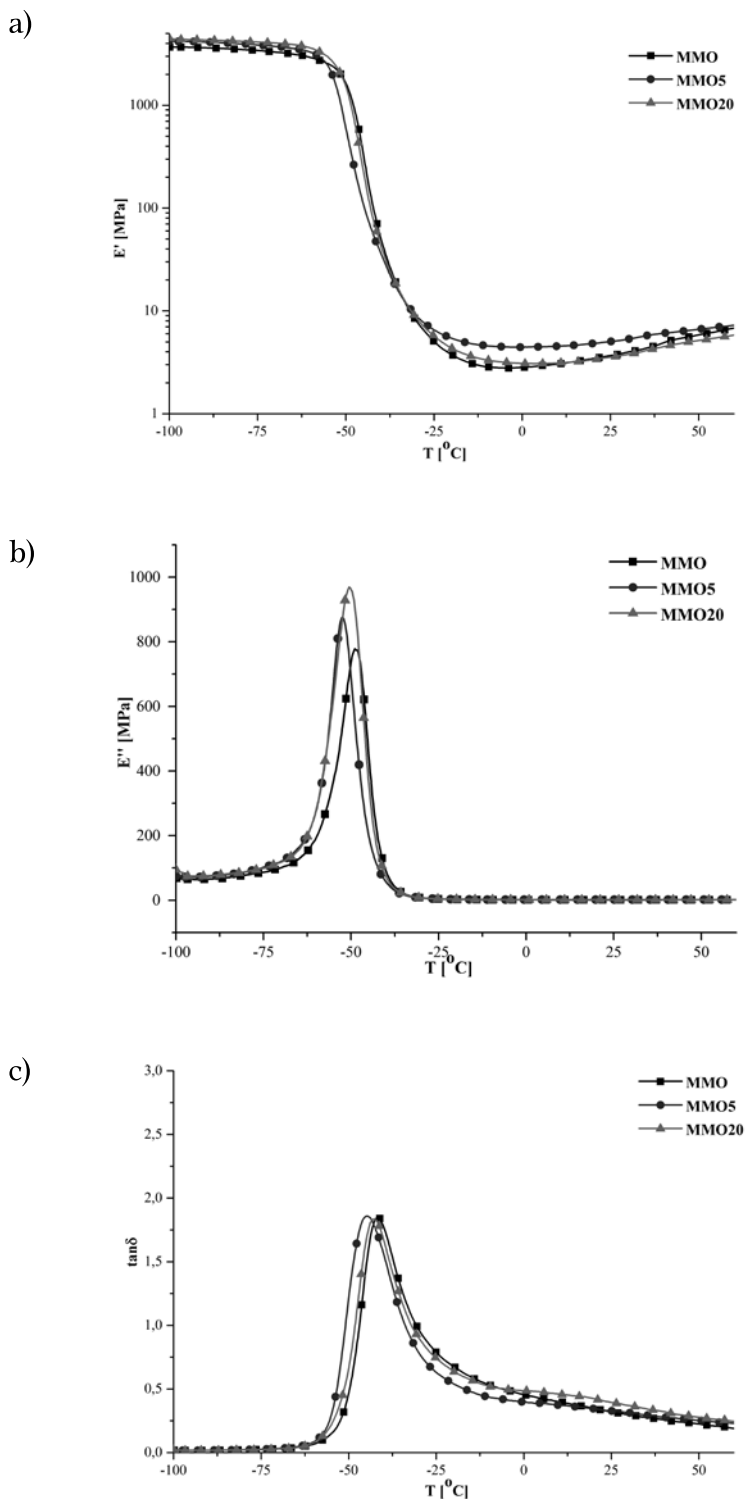 a)
MMO
MMO5
MMO20
1000
100
10
1
E' [MPa]
-100 -75 -50 -25 0 25 50
T [°C]
b)
MMO
MMO5
MMO20
1000
800
600
400
200
0
E'' [MPa]
-100 -75 -50 -25 0 25 50
T [°C]
c)
MMO
MMO5
MMO20
3,0
2,5
2,0
1,5
1,0
0,5
0,0
tanδ
-100 -75 -50 -25 0 25 50
T [°C]